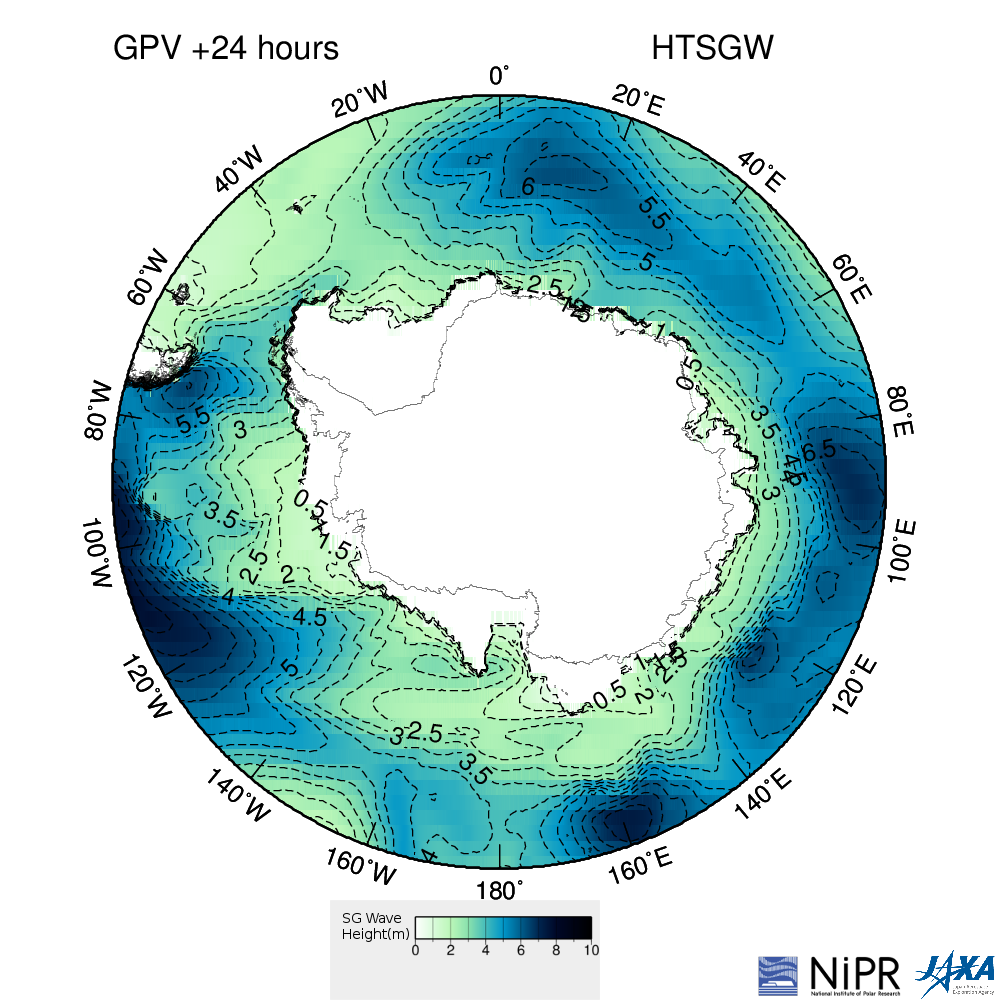 GPV +24 hours
HTSGW
0°
20°W
20°E
40°W
40°E
60°W
60°E
80°W
80°E
100°W
100°E
120°W
120°E
140°W
140°E
160°W
160°E
180°
6
5.5
5
2.5
1
0
5.5
3
3.5
6.5
3
0.5
3.5
1.5
2.5
2
4
4.5
5
1
2.5
0.5
2
3
2.5
3.5
4
SG Wave
Height(m)
0 2 4 6 8 10
NiPR
National Institute of Polar Research
JAXA
Japan Aerospace
Exploration Agency